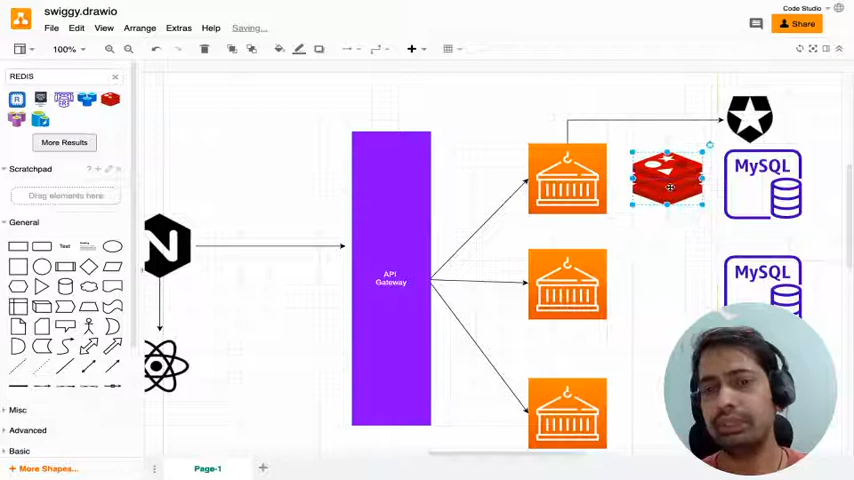 swiggy.drawio
Code Studio
File Edit View Arrange Extras Help Saving...
Share
100%
REDIS
More Results
Scratchpad
Drag elements here
General
Text
Misc
Advanced
Basic
+ More Shapes...
Page-1
N
API
Gateway
MySQL
MySQL